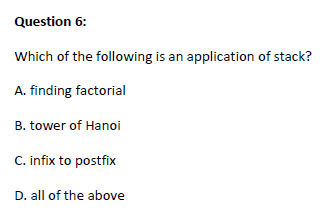 Question 6:
Which of the following is an application of stack?
A. finding factorial
B. tower of Hanoi
C. infix to postfix
D. all of the above